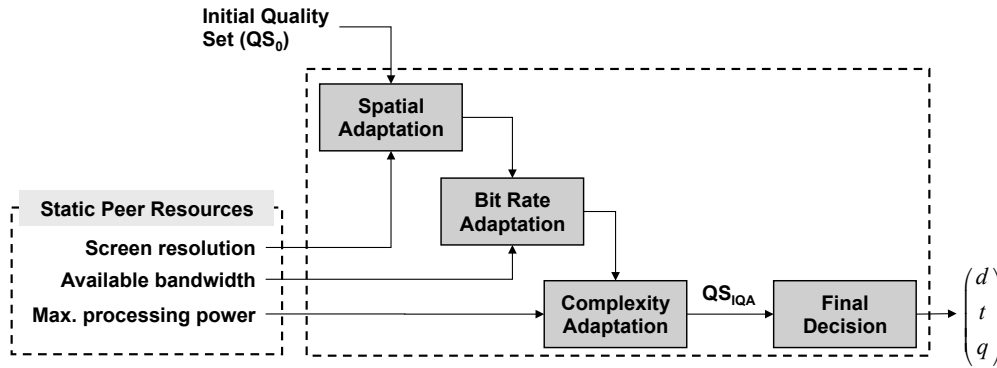 Initial Quality
Set (QS₀)
Spatial
Adaptation
Static Peer Resources
Bit Rate
Adaptation
Screen resolution
Available bandwidth
Max. processing power
Complexity
Adaptation
QS_IQA
Final
Decision
d
t
q